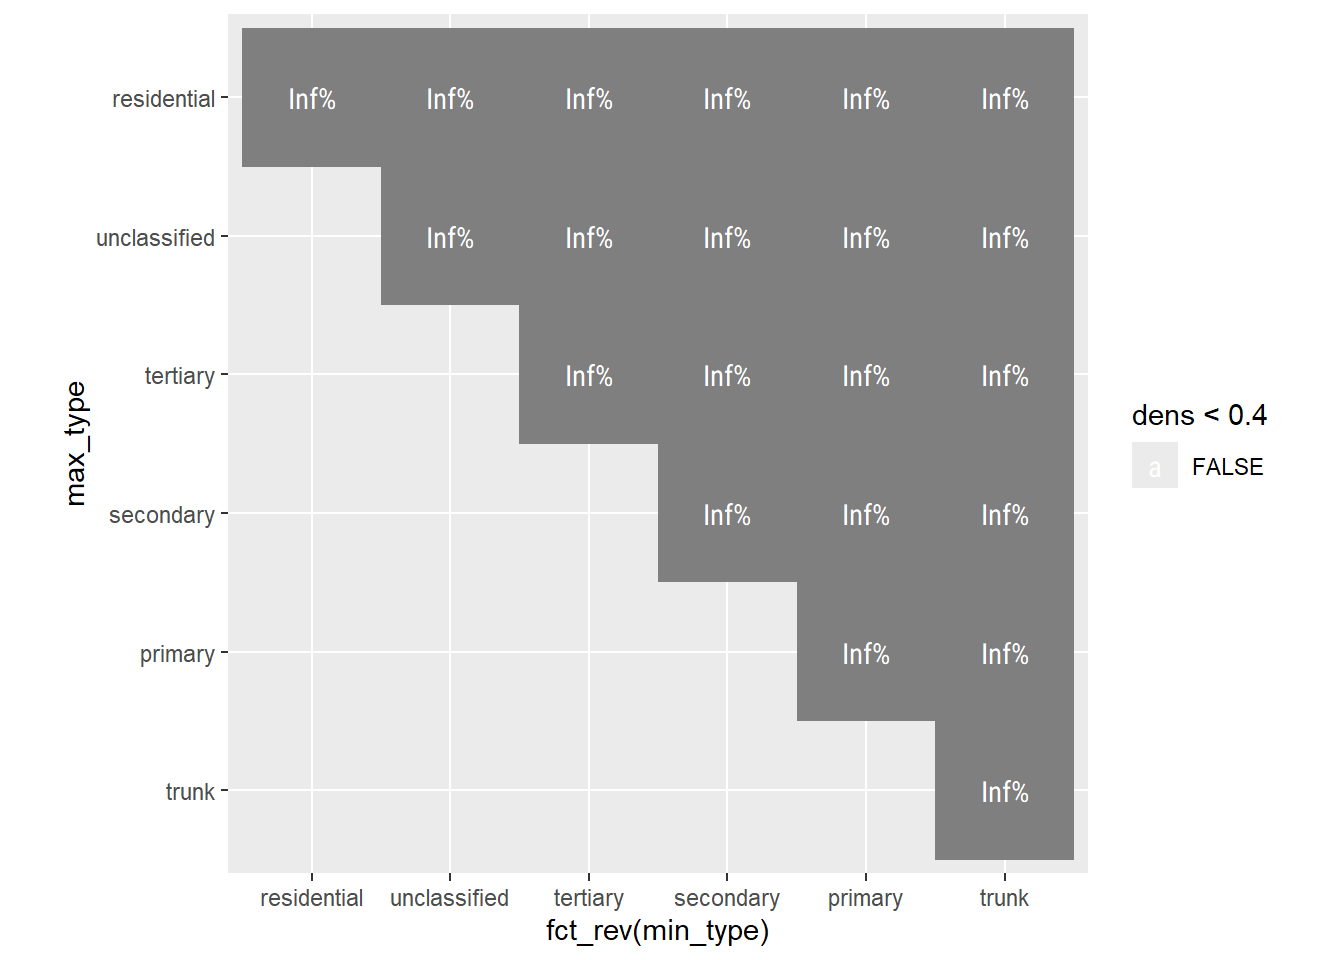 residential Inf% Inf% Inf% Inf% Inf% Inf%
unclassified Inf% Inf% Inf% Inf% Inf%
tertiary Inf% Inf% Inf% Inf%
secondary Inf% Inf% Inf%
primary Inf% Inf%
trunk Inf%
residential unclassified tertiary secondary primary trunk
fct_rev(min_type)
max_type
dens < 0.4
a FALSE